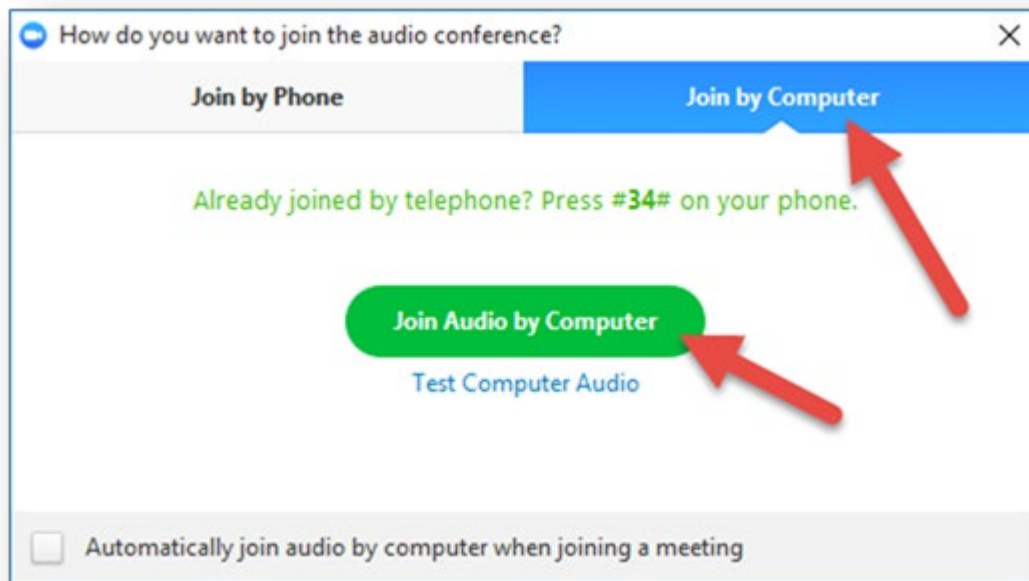 How do you want to join the audio conference?
Join by Phone
Join by Computer
Already joined by telephone? Press #34# on your phone.
Join Audio by Computer
Test Computer Audio
Automatically join audio by computer when joining a meeting